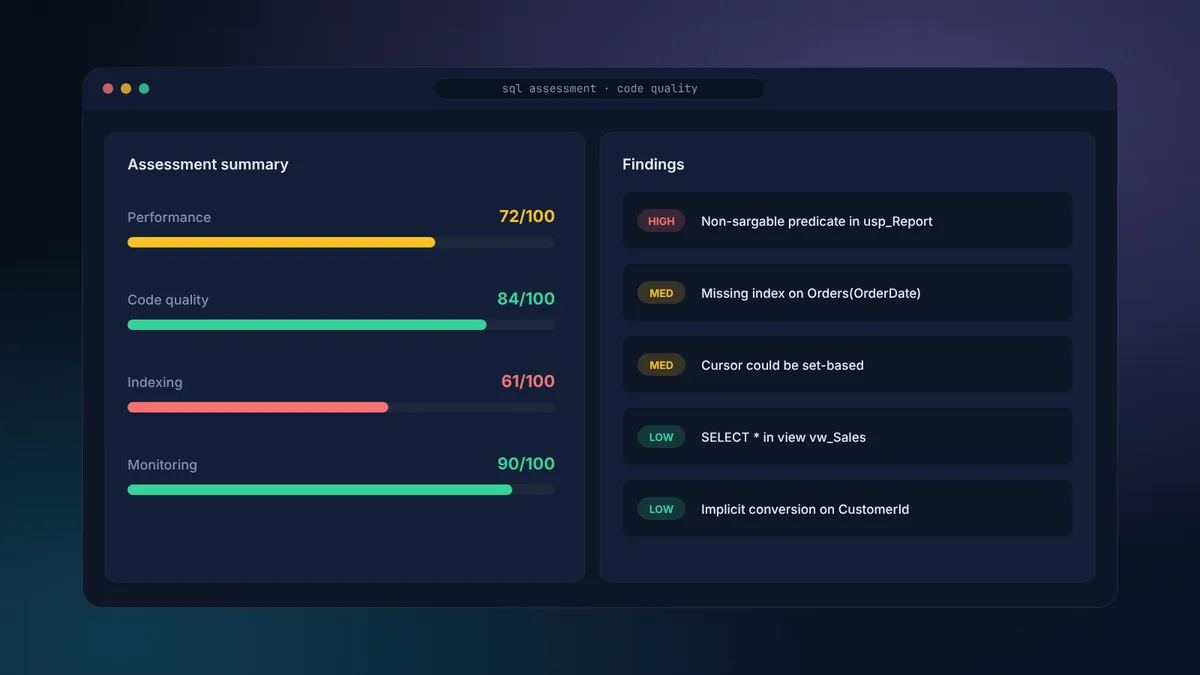 sql assessment · code quality
Assessment summary
Performance 72/100
Code quality 84/100
Indexing 61/100
Monitoring 90/100
Findings
HIGH Non-sargable predicate in usp_Report
MED Missing index on Orders(OrderDate)
MED Cursor could be set-based
LOW SELECT * in view vw_Sales
LOW Implicit conversion on CustomerId